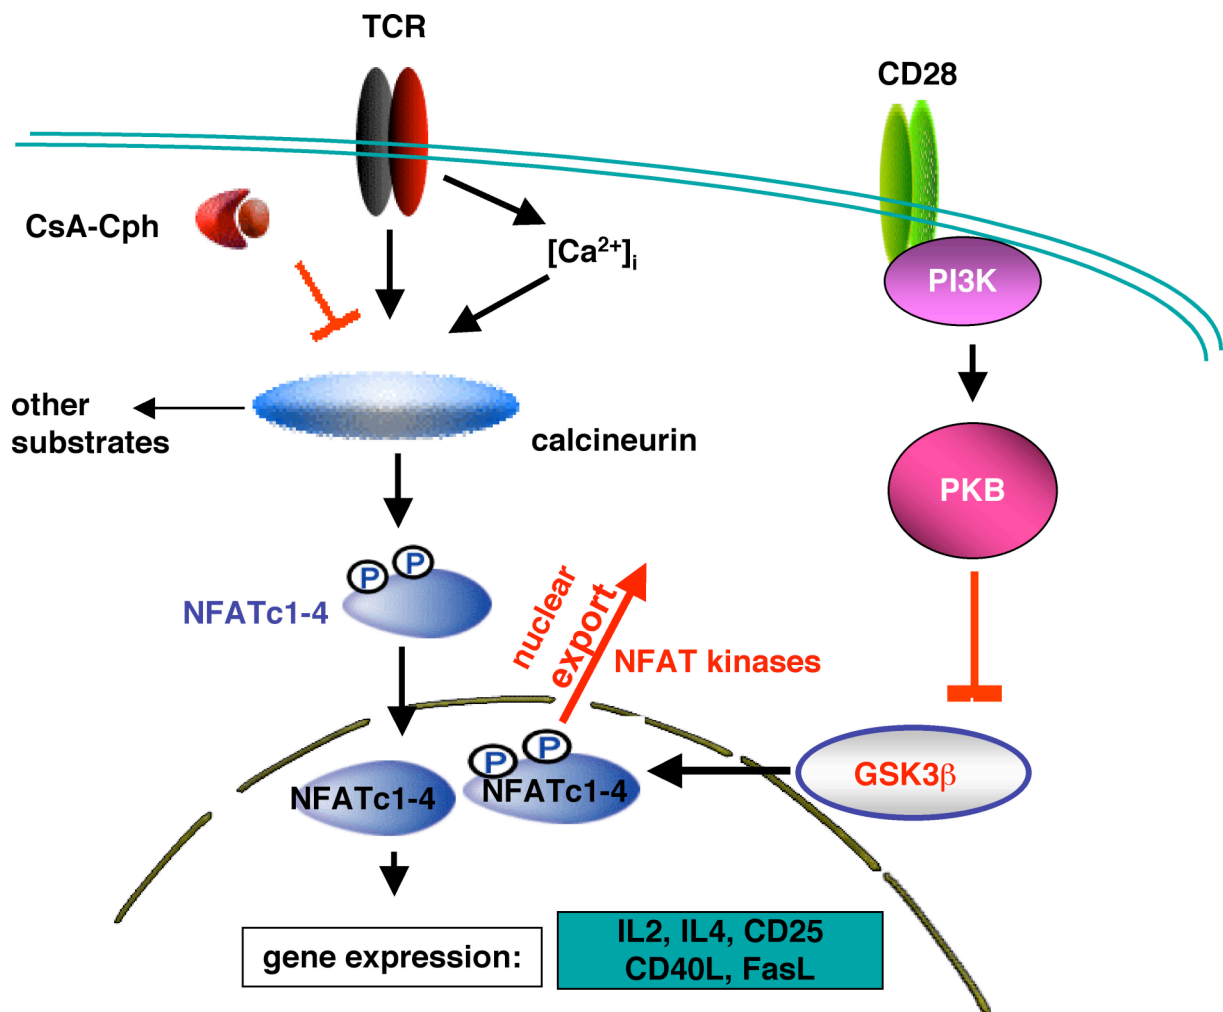 TCR
CD28
CsA-Cph
[Ca²⁺]ᵢ
PI3K
other
substrates
calcineurin
PKB
P P
NFATc1-4
nuclear
export
NFAT kinases
P P
NFATc1-4
NFATc1-4
GSK3β
gene expression:
IL2, IL4, CD25
CD40L, FasL